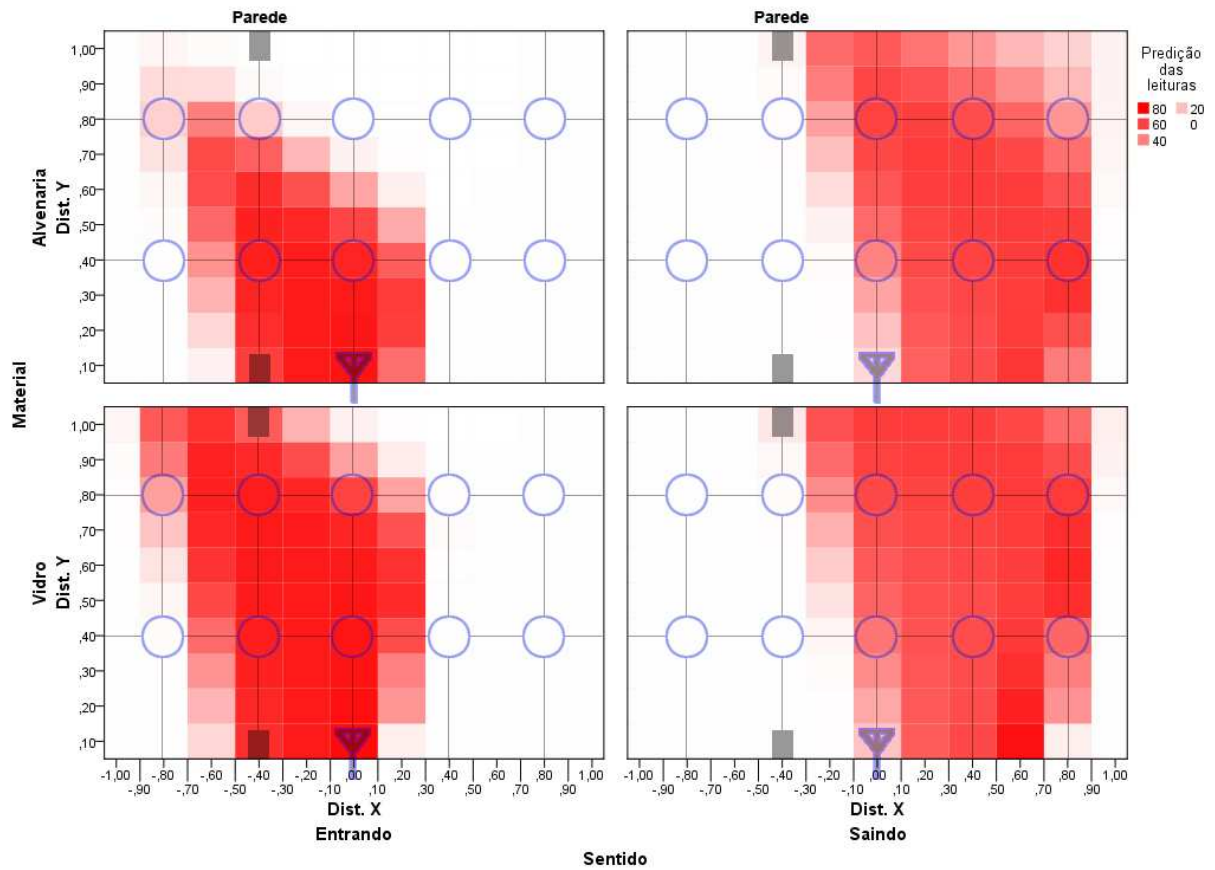 Parede Parede
1,00
,90
,80
,70
,60
,50
,40
,30
,20
,10
Alvenaria
Dist. Y
Predição
das
leituras
80 20
60 0
40
Material
1,00
,90
,80
,70
,60
,50
,40
,30
,20
,10
Vidro
Dist. Y
-1,00 -,80 -,60 -,40 ,00 ,20 ,40 ,60 ,80 1,00 -1,00 -,80 -,60 -,40 ,00 ,20 ,40 ,60 ,80 1,00
-,90 -,70 -,50 -,30 -,10 ,10 ,30 ,50 ,70 ,90 -,90 -,70 -,50 -,30 -,10 ,10 ,30 ,50 ,70 ,90
Dist. X Dist. X
Entrando Saindo
Sentido